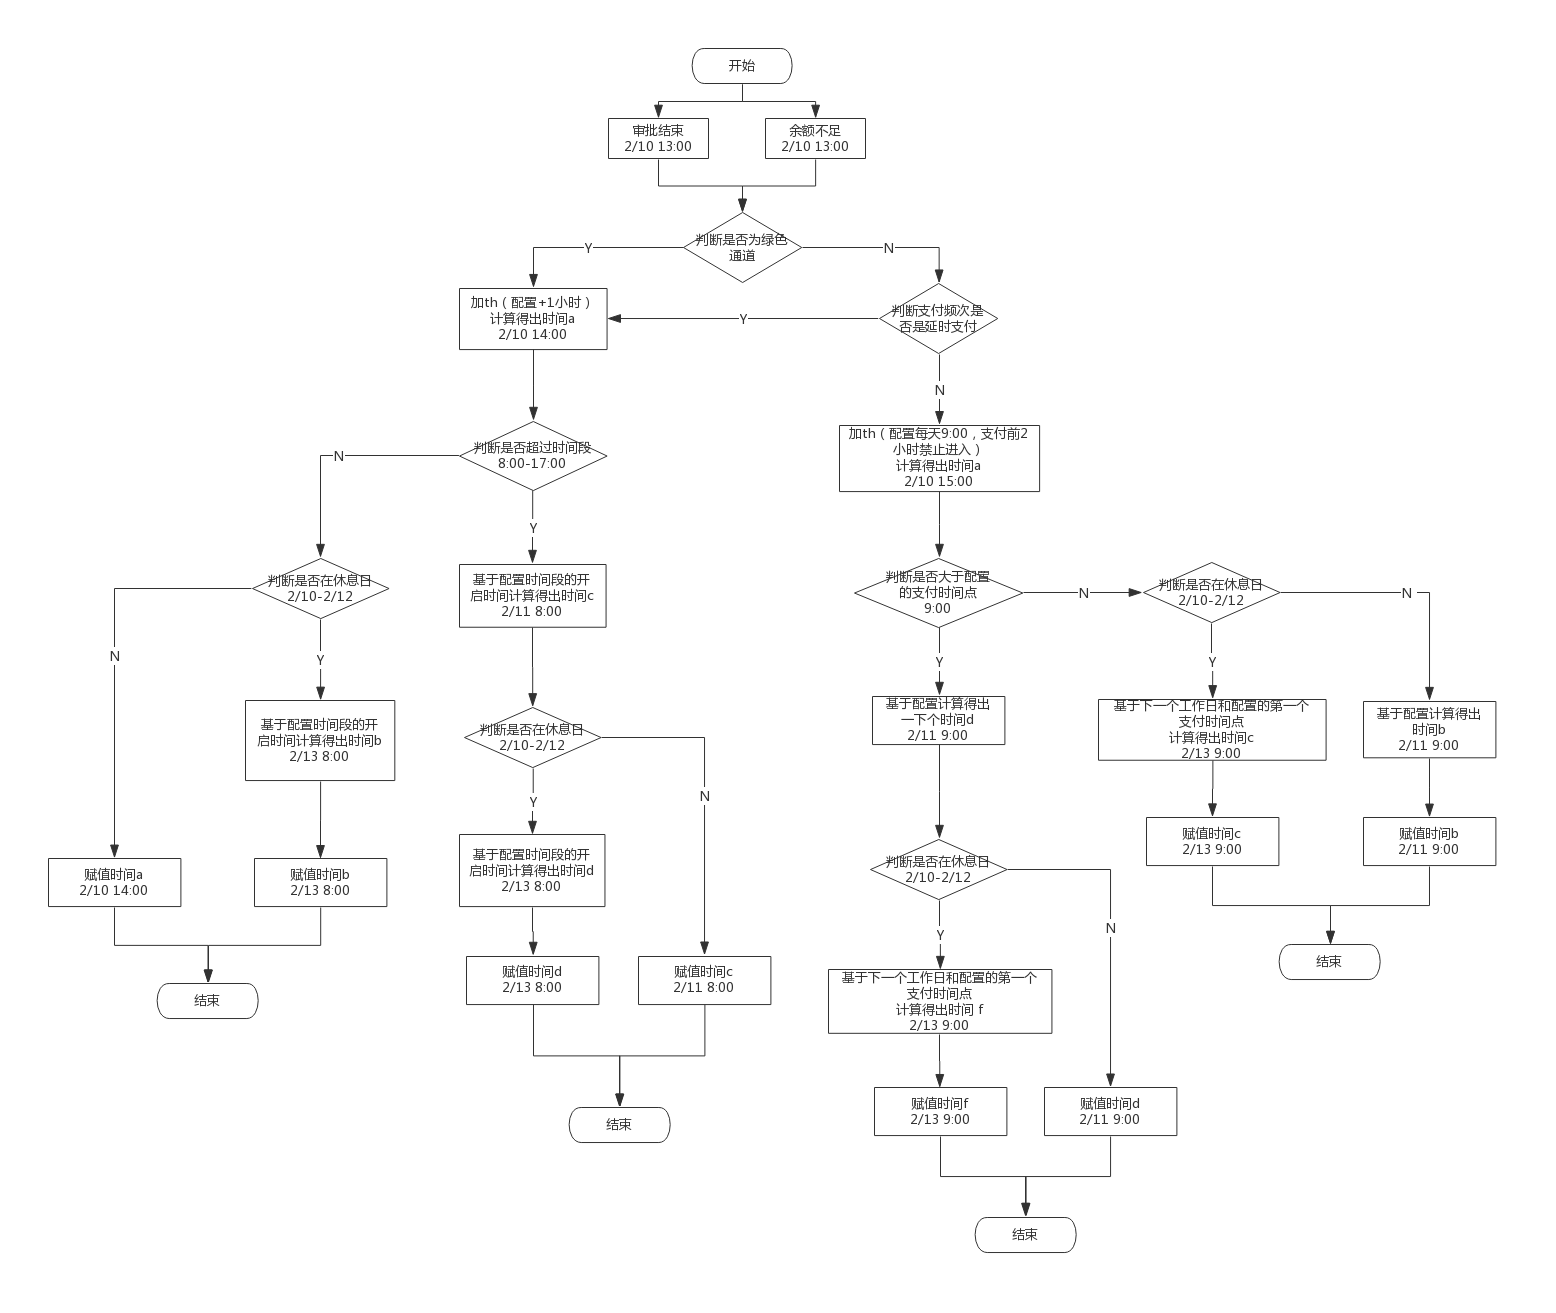 开始
审批结束
2/10 13:00
余额不足
2/10 13:00
判断是否为绿色
通道
Y
N
加th（配置+1小时）
计算得出时间a
2/10 14:00
判断支付频次是
否是延时支付
Y
N
判断是否超过时间段
8:00-17:00
N
Y
加th（配置每天9:00，支付前2
小时禁止进入）
计算得出时间a
2/10 15:00
判断是否在休息日
2/10-2/12
N
Y
基于配置时间段的开
启时间计算得出时间c
2/11 8:00
判断是否大于配置
的支付时间点
9:00
N
Y
判断是否在休息日
2/10-2/12
N
Y
基于配置时间段的开
启时间计算得出时间b
2/13 8:00
判断是否在休息日
2/10-2/12
Y
N
基于配置计算得出
一下个时间d
2/11 9:00
基于下一个工作日和配置的第一个
支付时间点
计算得出时间c
2/13 9:00
基于配置计算得出
时间b
2/11 9:00
赋值时间a
2/10 14:00
赋值时间b
2/13 8:00
基于配置时间段的开
启时间计算得出时间d
2/13 8:00
判断是否在休息日
2/10-2/12
Y
N
赋值时间c
2/13 9:00
赋值时间b
2/11 9:00
结束
赋值时间d
2/13 8:00
赋值时间c
2/11 8:00
基于下一个工作日和配置的第一个
支付时间点
计算得出时间 f
2/13 9:00
结束
结束
赋值时间f
2/13 9:00
赋值时间d
2/11 9:00
结束